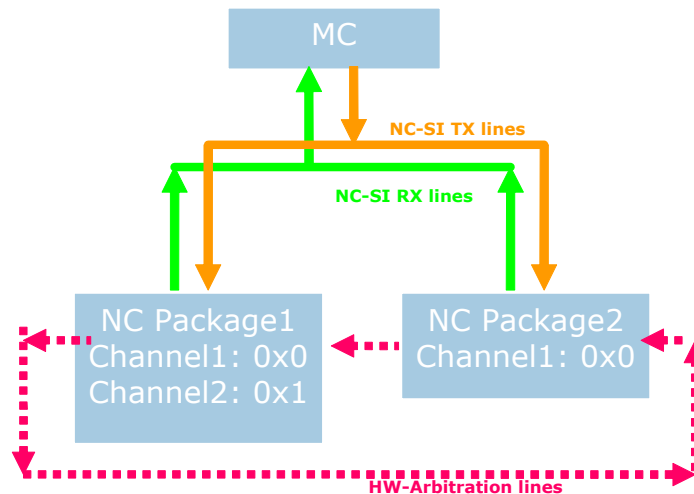 MC
NC-SI TX lines
NC-SI RX lines
NC Package1
Channel1: 0x0
Channel2: 0x1
NC Package2
Channel1: 0x0
HW-Arbitration lines